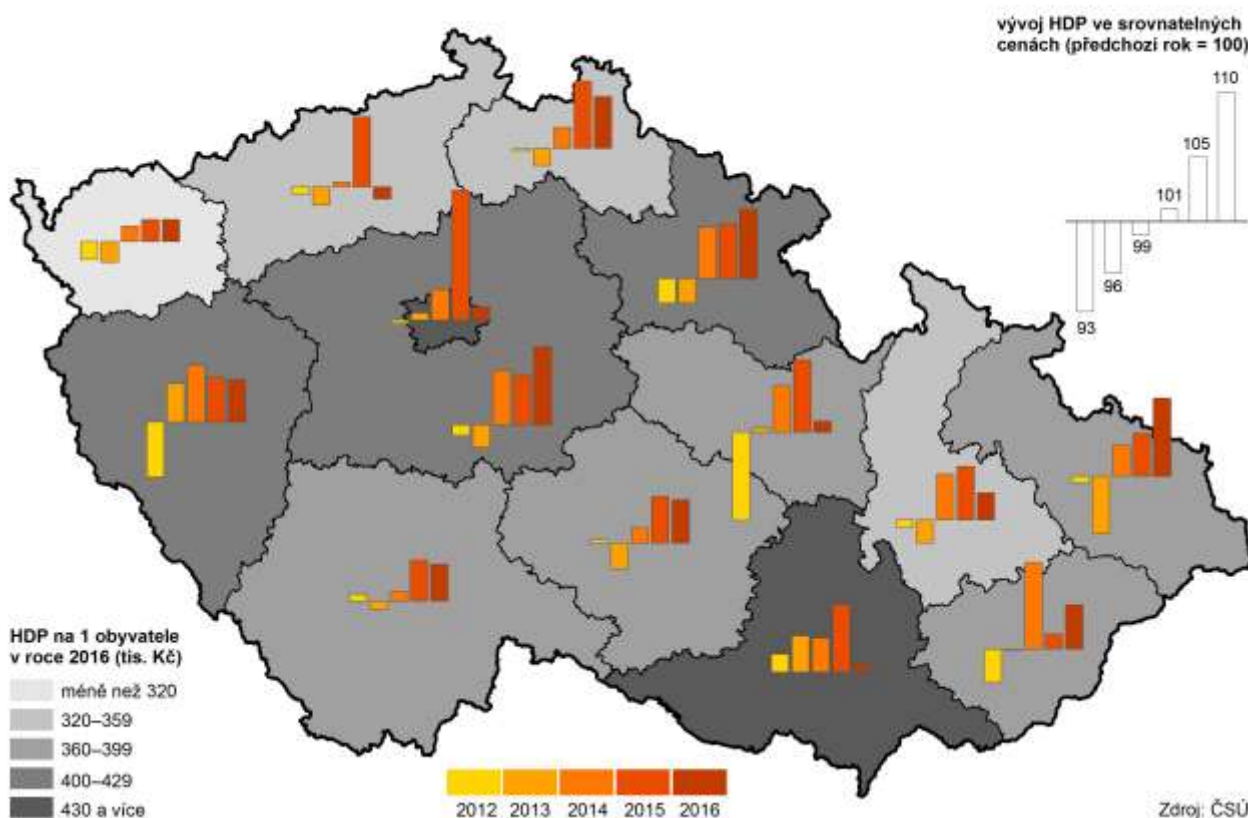 vývoj HDP ve srovnatelných
cenách (předchozí rok = 100)
110
105
101
99
96
93
HDP na 1 obyvatele
v roce 2016 (tis. Kč)
méně než 320
320–359
360–399
400–429
430 a více
2012 2013 2014 2015 2016
Zdroj: ČSÚ